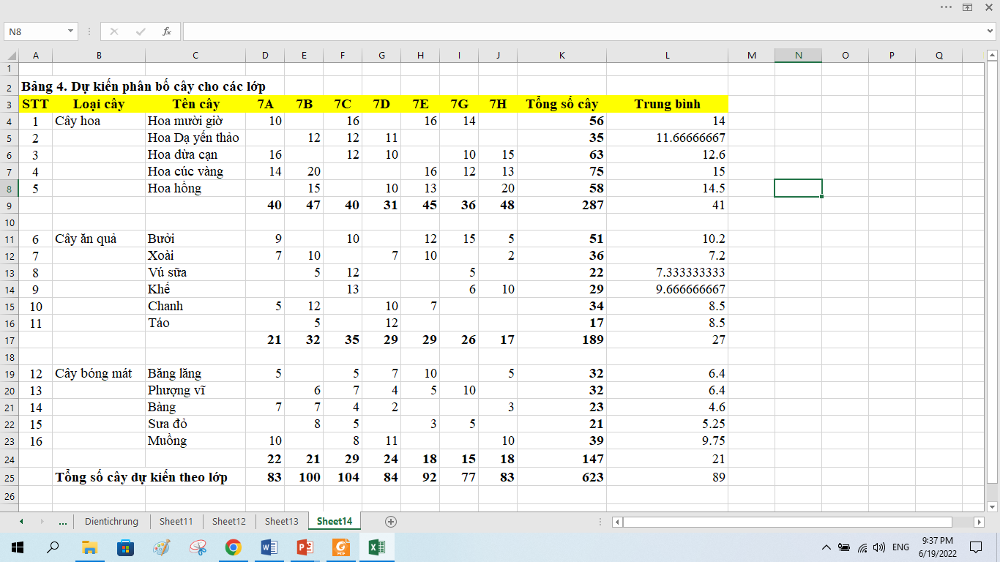 N8 fx
A B C D E F G H I J K L M N O P Q
1
2 Bảng 4. Dự kiến phân bố cây cho các lớp
3 STT Loại cây Tên cây 7A 7B 7C 7D 7E 7G 7H Tổng số cây Trung bình
4 1 Cây hoa Hoa mười giờ 10 16 16 14 56 14
5 2 Hoa Dạ yến thảo 12 12 11 35 11.66666667
6 3 Hoa dừa cạn 16 12 10 10 15 63 12.6
7 4 Hoa cúc vàng 14 20 16 12 13 75 15
8 5 Hoa hồng 15 10 13 20 58 14.5
9 40 47 40 31 45 36 48 287 41
10
11 6 Cây ăn quả Bưởi 9 10 12 15 5 51 10.2
12 7 Xoài 7 10 7 10 2 36 7.2
13 8 Vú sữa 5 12 5 22 7.333333333
14 9 Khế 13 6 10 29 9.666666667
15 10 Chanh 5 12 10 7 34 8.5
16 11 Táo 5 12 17 8.5
17 21 32 35 29 29 26 17 189 27
18
19 12 Cây bóng mát Băng lăng 5 5 7 10 5 32 6.4
20 13 Phượng vĩ 6 7 4 5 10 32 6.4
21 14 Bàng 7 7 4 2 3 23 4.6
22 15 Sưa đỏ 8 5 3 5 21 5.25
23 16 Muồng 10 8 11 10 39 9.75
24 22 21 29 24 18 15 18 147 21
25 Tổng số cây dự kiến theo lớp 83 100 104 84 92 77 83 623 89
26
... Dientichrung Sheet11 Sheet12 Sheet13 Sheet14
ENG 9:37 PM
6/19/2022